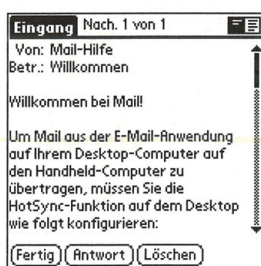 Eingang Nach. 1 von 1
Von: Mail-Hilfe
Betr.: Willkommen
Willkommen bei Mail!
Um Mail aus der E-Mail-Anwendung
auf Ihrem Desktop-Computer auf
den Handheld-Computer zu
übertragen, müssen Sie die
HotSync-Funktion auf dem Desktop
wie folgt konfigurieren:
Fertig Antwort Löschen